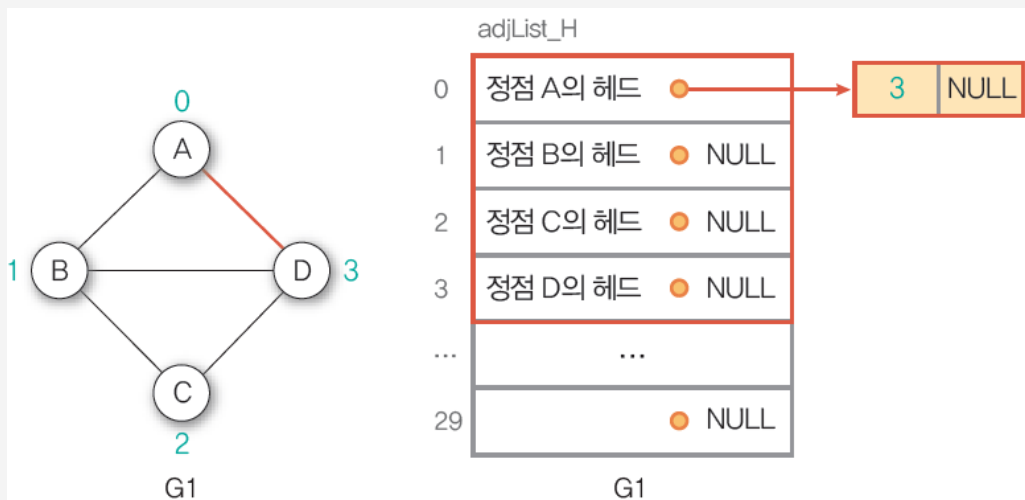 adjList_H
0 정점 A의 헤드 3 NULL
0
A
1 정점 B의 헤드 NULL
2 정점 C의 헤드 NULL
1 B D 3
3 정점 D의 헤드 NULL
... ...
C
29 NULL
2
G1 G1